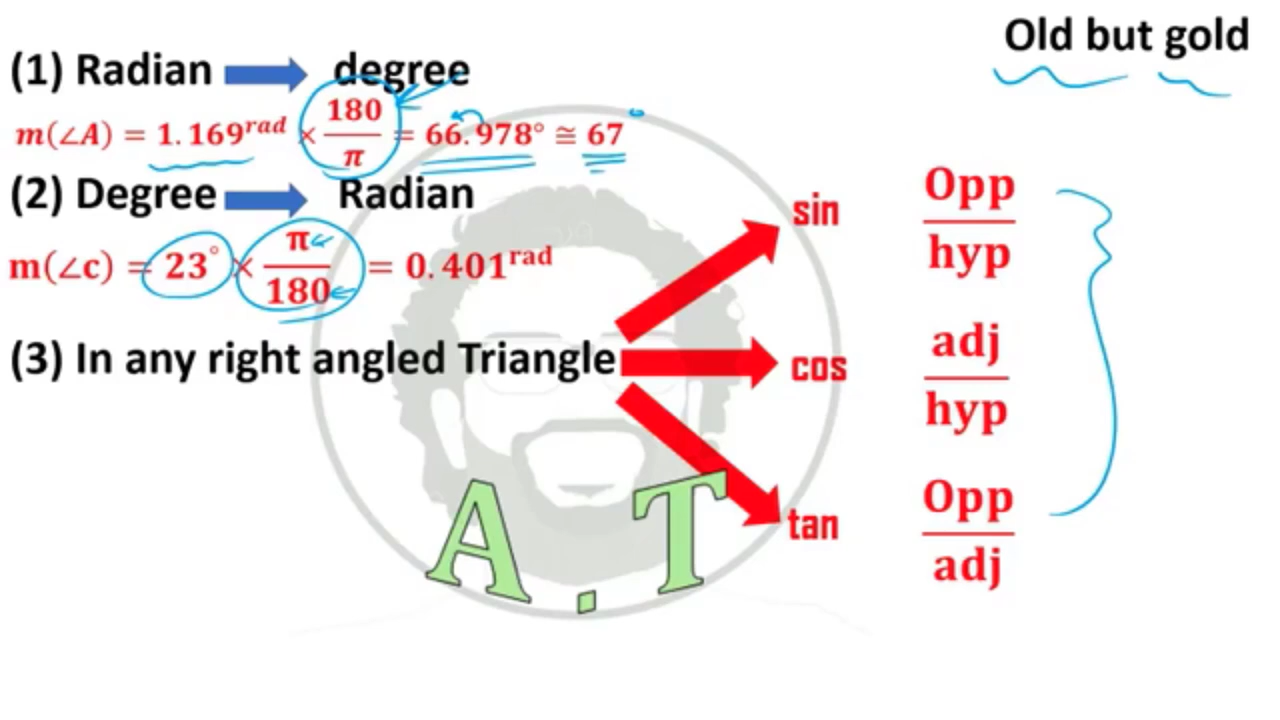 Old but gold
(1) Radian degree
m(∠A) = 1.169^rad × 180/π = 66.978° ≅ 67°
(2) Degree Radian
m(∠c) = 23° × π/180 = 0.401^rad
(3) In any right angled Triangle
sin Opp/hyp
cos adj/hyp
tan Opp/adj
A.T